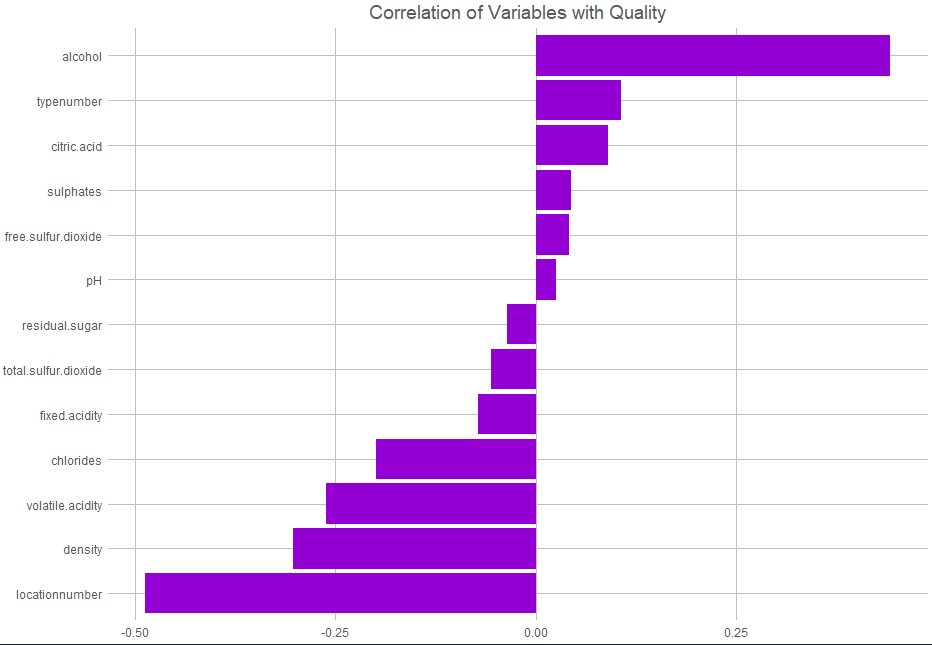 Correlation of Variables with Quality
alcohol
typenumber
citric.acid
sulphates
free.sulfur.dioxide
pH
residual.sugar
total.sulfur.dioxide
fixed.acidity
chlorides
volatile.acidity
density
locationnumber
-0.50 -0.25 0.00 0.25